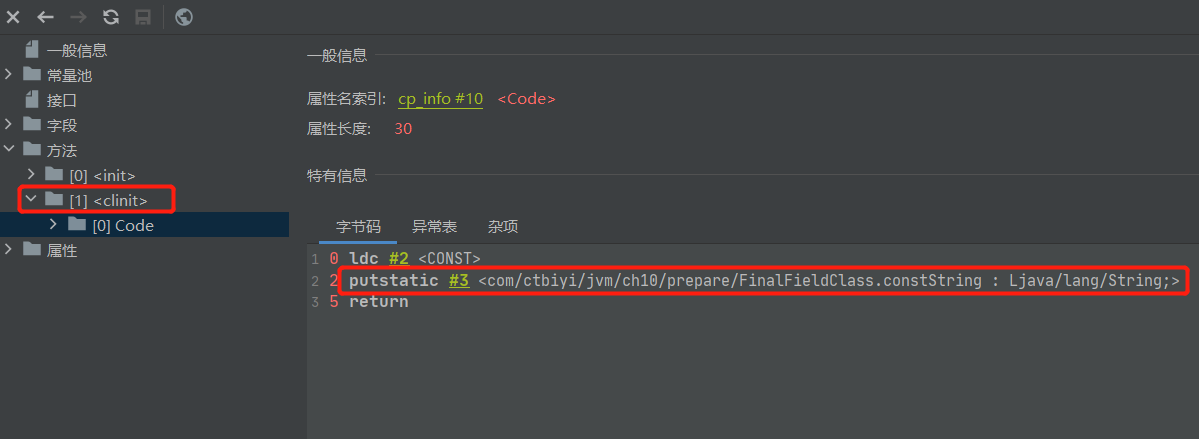 一般信息
常量池
接口
字段
方法
[0] <init>
[1] <clinit>
[0] Code
属性
一般信息
属性名索引: cp_info #10 <Code>
属性长度: 30
特有信息
字节码 异常表 杂项
1 0 ldc #2 <CONST>
2 2 putstatic #3 <com/ctbiyi/jvm/ch10/prepare/FinalFieldClass.constString : Ljava/lang/String;>
3 5 return